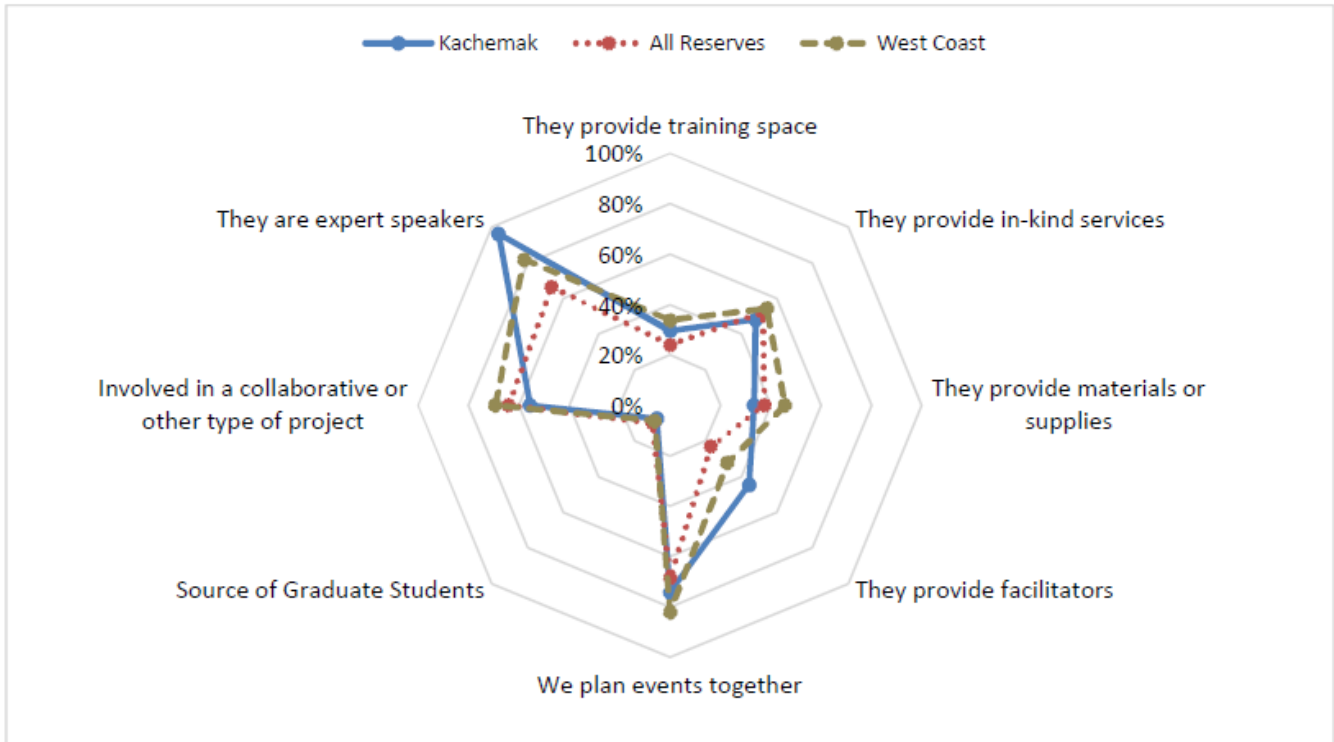 Kachemak All Reserves West Coast
They provide training space
100%
They are expert speakers
80%
They provide in-kind services
60%
40%
20%
Involved in a collaborative or
other type of project
0%
They provide materials or
supplies
Source of Graduate Students
They provide facilitators
We plan events together